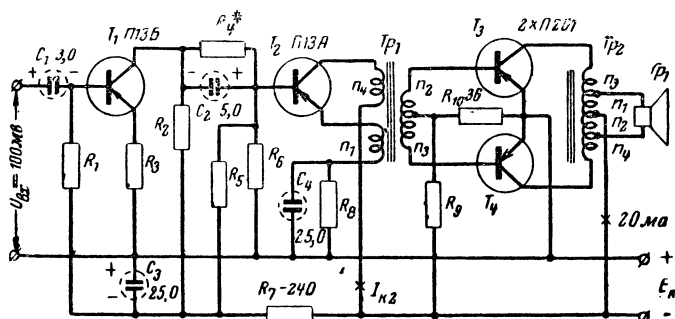 R₄*
T₁ П13Б
T₂ П13А
Tp₁
T₃
2×П201
Tp₂
C₁ 3,0
+ −
− +
C₂ 5,0
n₄
n₂
R₁₀ 36
n₃
n₁
n₂
n₄
Гр₁
Uвх = 100мв
R₁
R₃
R₂
R₅
R₆
C₄
25,0
n₁
R₈
n₃
R₉
T₄
20 ма
+
−
C₃
25,0
R₇-240
Iк2
+
Eк
−